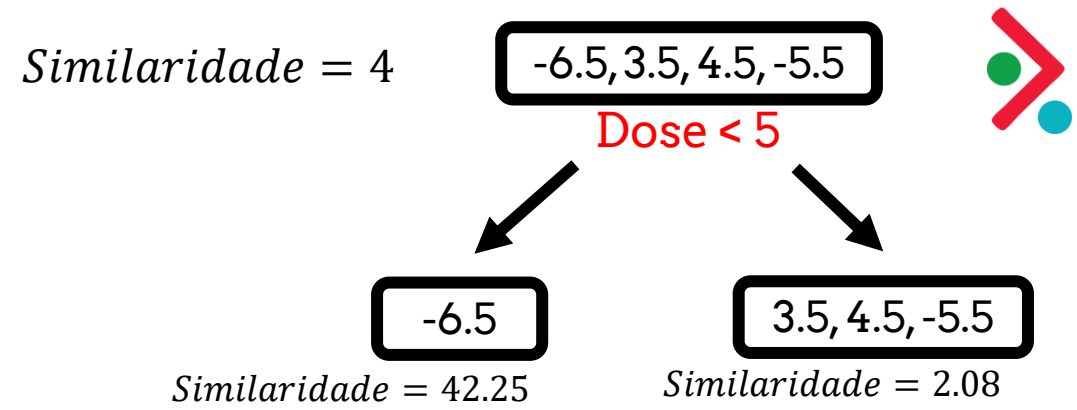 Similaridade = 4
-6.5, 3.5, 4.5, -5.5
Dose < 5
-6.5
3.5, 4.5, -5.5
Similaridade = 42.25
Similaridade = 2.08